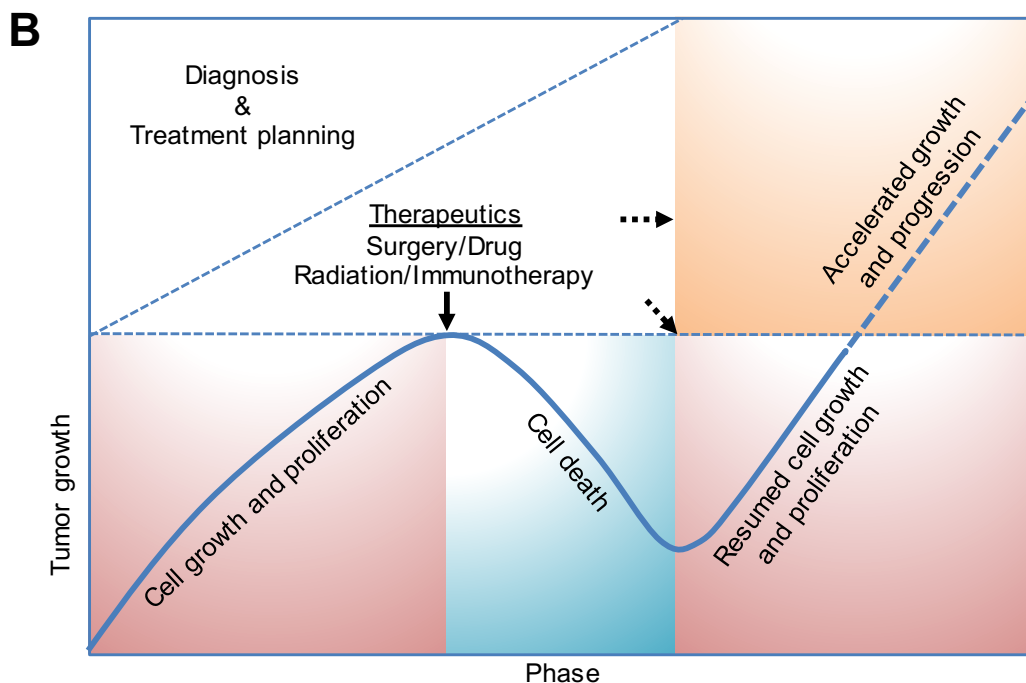 B
Diagnosis
&
Treatment planning
Therapeutics
Surgery/Drug
Radiation/Immunotherapy
Accelerated growth
and progression
Tumor growth
Cell growth and proliferation
Cell death
Resumed cell growth
and proliferation
Phase